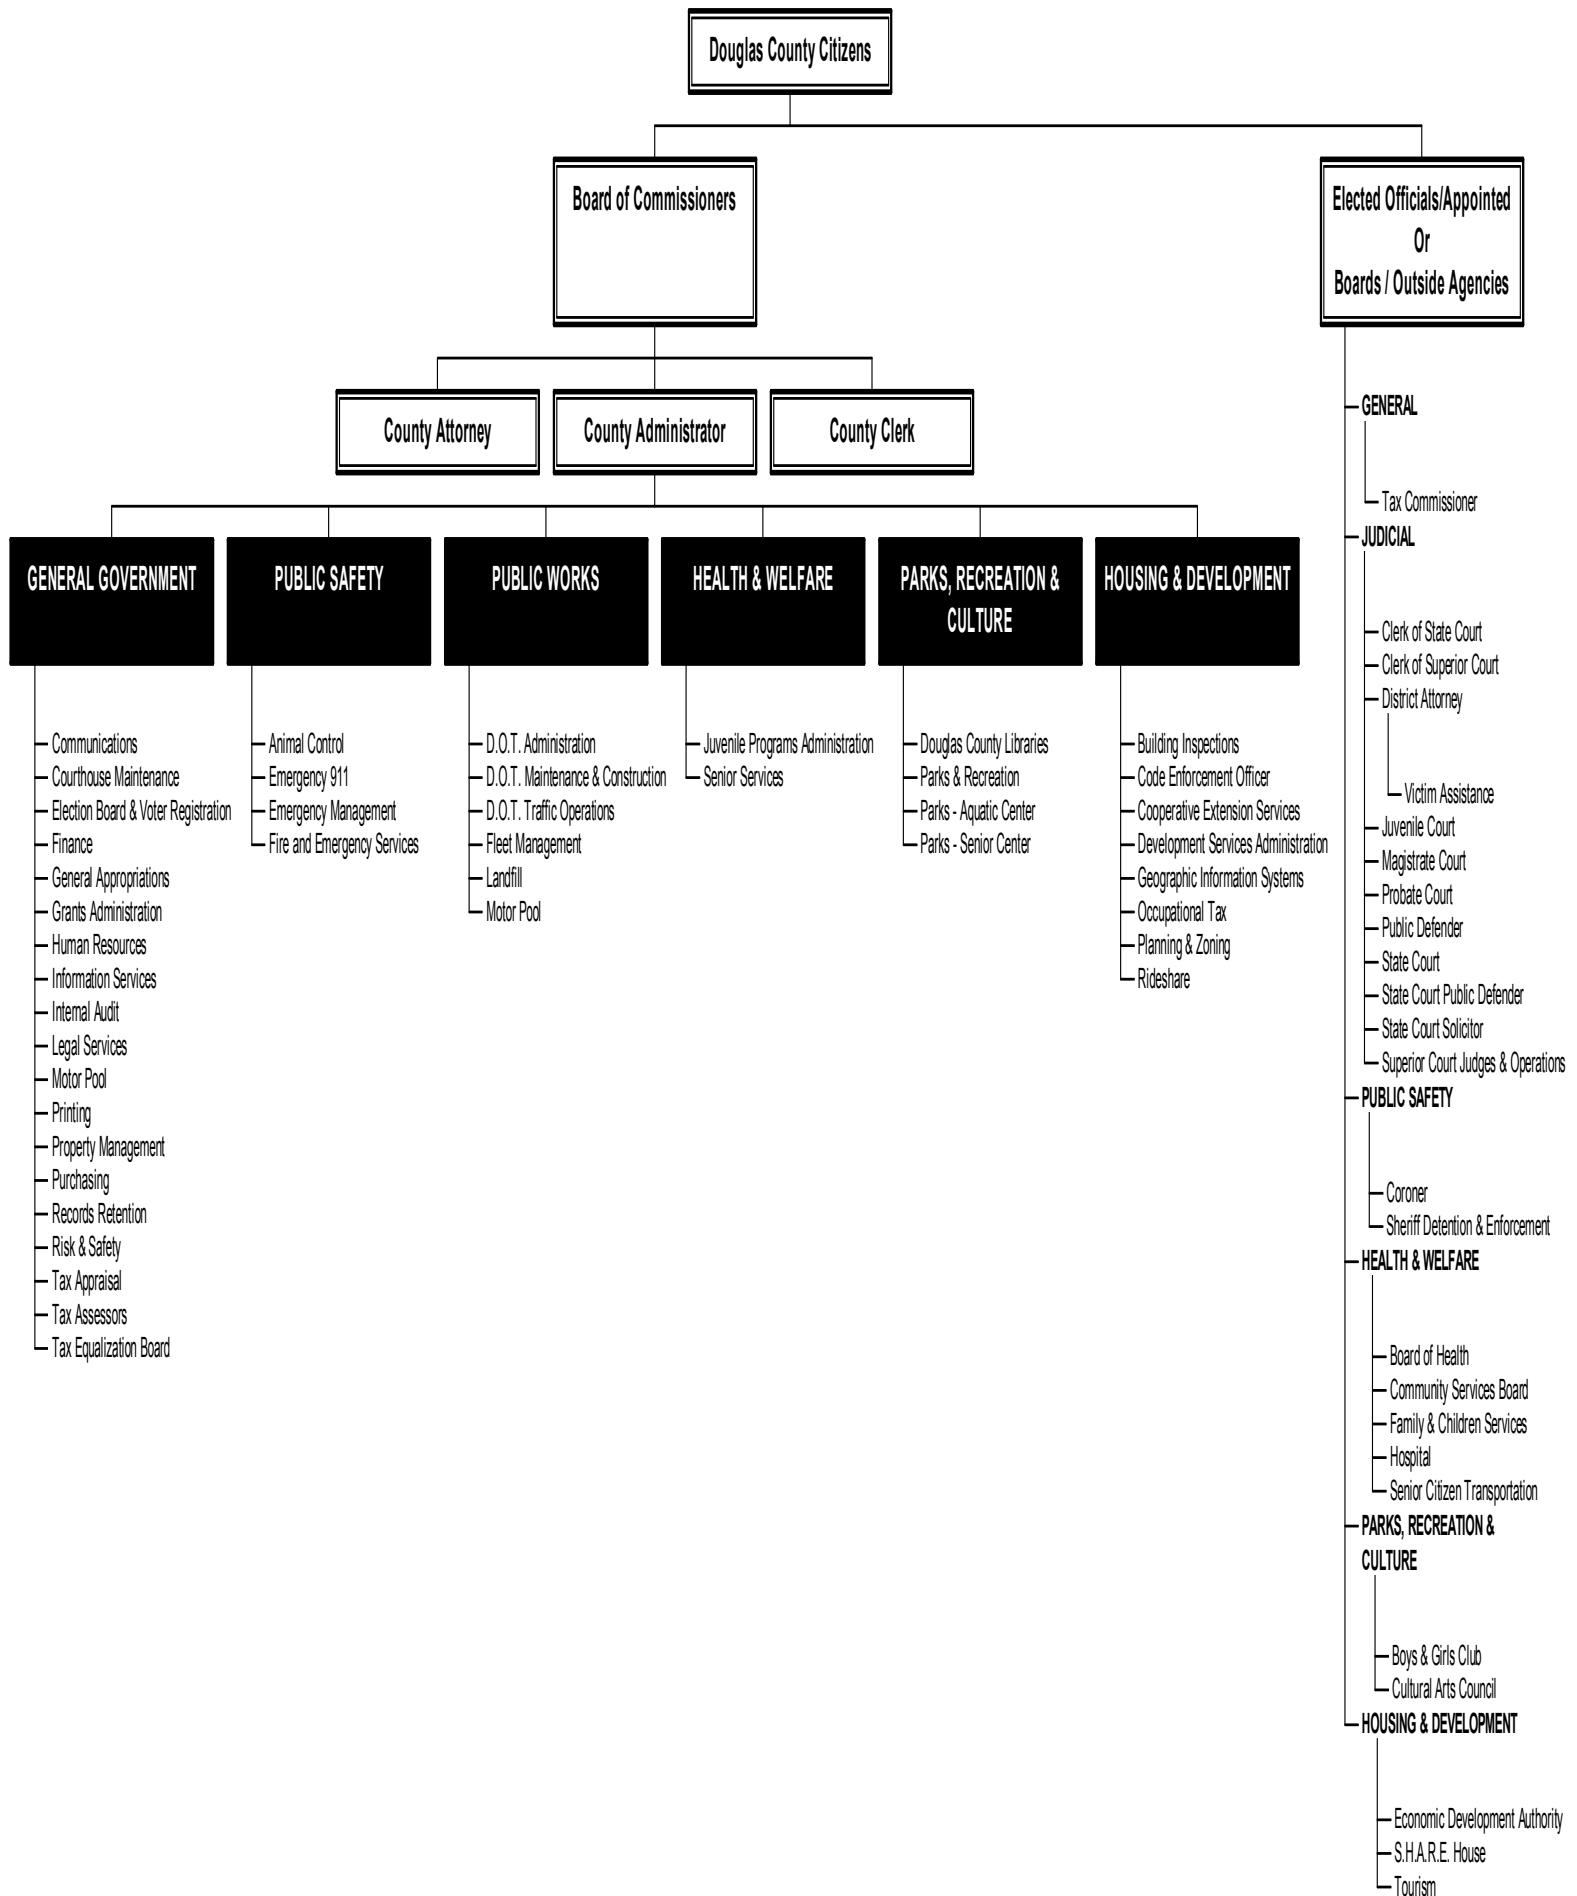 Douglas County Citizens
Board of Commissioners
Elected Officials/Appointed
Or
Boards / Outside Agencies
County Attorney
County Administrator
County Clerk
GENERAL GOVERNMENT
Communications
Courthouse Maintenance
Election Board & Voter Registration
Finance
General Appropriations
Grants Administration
Human Resources
Information Services
Internal Audit
Legal Services
Motor Pool
Printing
Property Management
Purchasing
Records Retention
Risk & Safety
Tax Appraisal
Tax Assessors
Tax Equalization Board
PUBLIC SAFETY
Animal Control
Emergency 911
Emergency Management
Fire and Emergency Services
PUBLIC WORKS
D.O.T. Administration
D.O.T. Maintenance & Construction
D.O.T. Traffic Operations
Fleet Management
Landfill
Motor Pool
HEALTH & WELFARE
Juvenile Programs Administration
Senior Services
PARKS, RECREATION &
CULTURE
Douglas County Libraries
Parks & Recreation
Parks - Aquatic Center
Parks - Senior Center
HOUSING & DEVELOPMENT
Building Inspections
Code Enforcement Officer
Cooperative Extension Services
Development Services Administration
Geographic Information Systems
Occupational Tax
Planning & Zoning
Rideshare
GENERAL
Tax Commissioner
JUDICIAL
Clerk of State Court
Clerk of Superior Court
District Attorney
Victim Assistance
Juvenile Court
Magistrate Court
Probate Court
Public Defender
State Court
State Court Public Defender
State Court Solicitor
Superior Court Judges & Operations
PUBLIC SAFETY
Coroner
Sheriff Detention & Enforcement
HEALTH & WELFARE
Board of Health
Community Services Board
Family & Children Services
Hospital
Senior Citizen Transportation
PARKS, RECREATION &
CULTURE
Boys & Girls Club
Cultural Arts Council
HOUSING & DEVELOPMENT
Economic Development Authority
S.H.A.R.E. House
Tourism